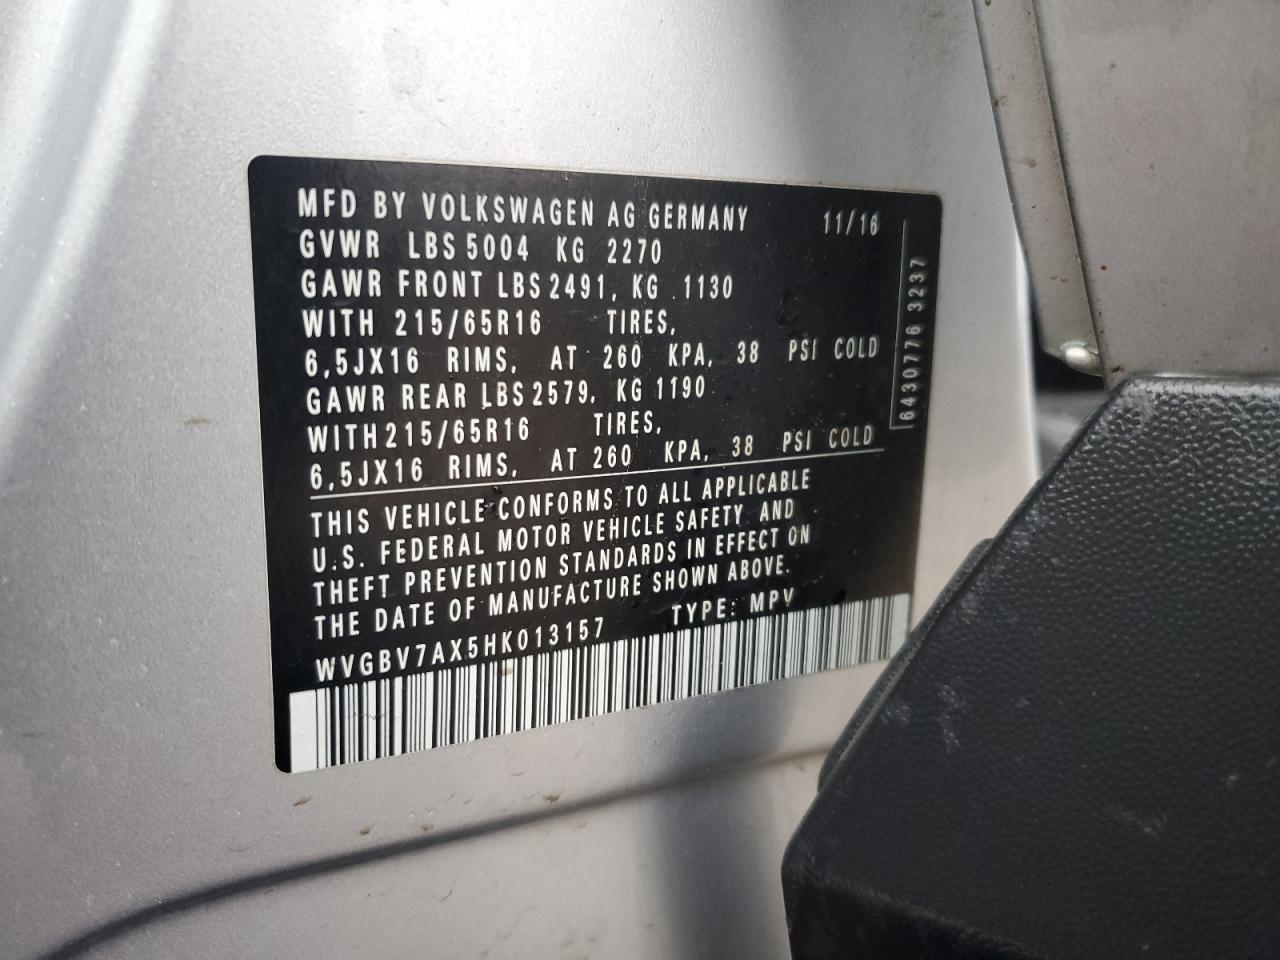 MFD BY VOLKSWAGEN AG GERMANY 11/16
GVWR LBS 5004 KG 2270
GAWR FRONT LBS 2491, KG 1130
WITH 215/65R16 TIRES,
6,5JX16 RIMS, AT 260 KPA, 38 PSI COLD
GAWR REAR LBS 2579, KG 1190
WITH 215/65R16 TIRES,
6,5JX16 RIMS, AT 260 KPA, 38 PSI COLD
6430776 3237
THIS VEHICLE CONFORMS TO ALL APPLICABLE
U.S. FEDERAL MOTOR VEHICLE SAFETY AND
THEFT PREVENTION STANDARDS IN EFFECT ON
THE DATE OF MANUFACTURE SHOWN ABOVE.
WVGBV7AX5HK013157 TYPE: MPV